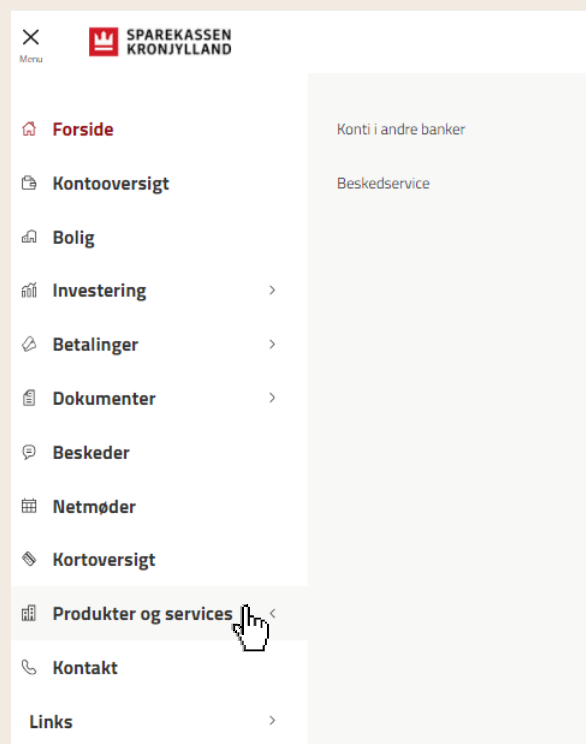 Menu
SPAREKASSEN
KRONJYLLAND
Forside
Kontooversigt
Bolig
Investering
Betalinger
Dokumenter
Beskeder
Netmøder
Kortoversigt
Produkter og services
Kontakt
Links
Konti i andre banker
Beskedservice